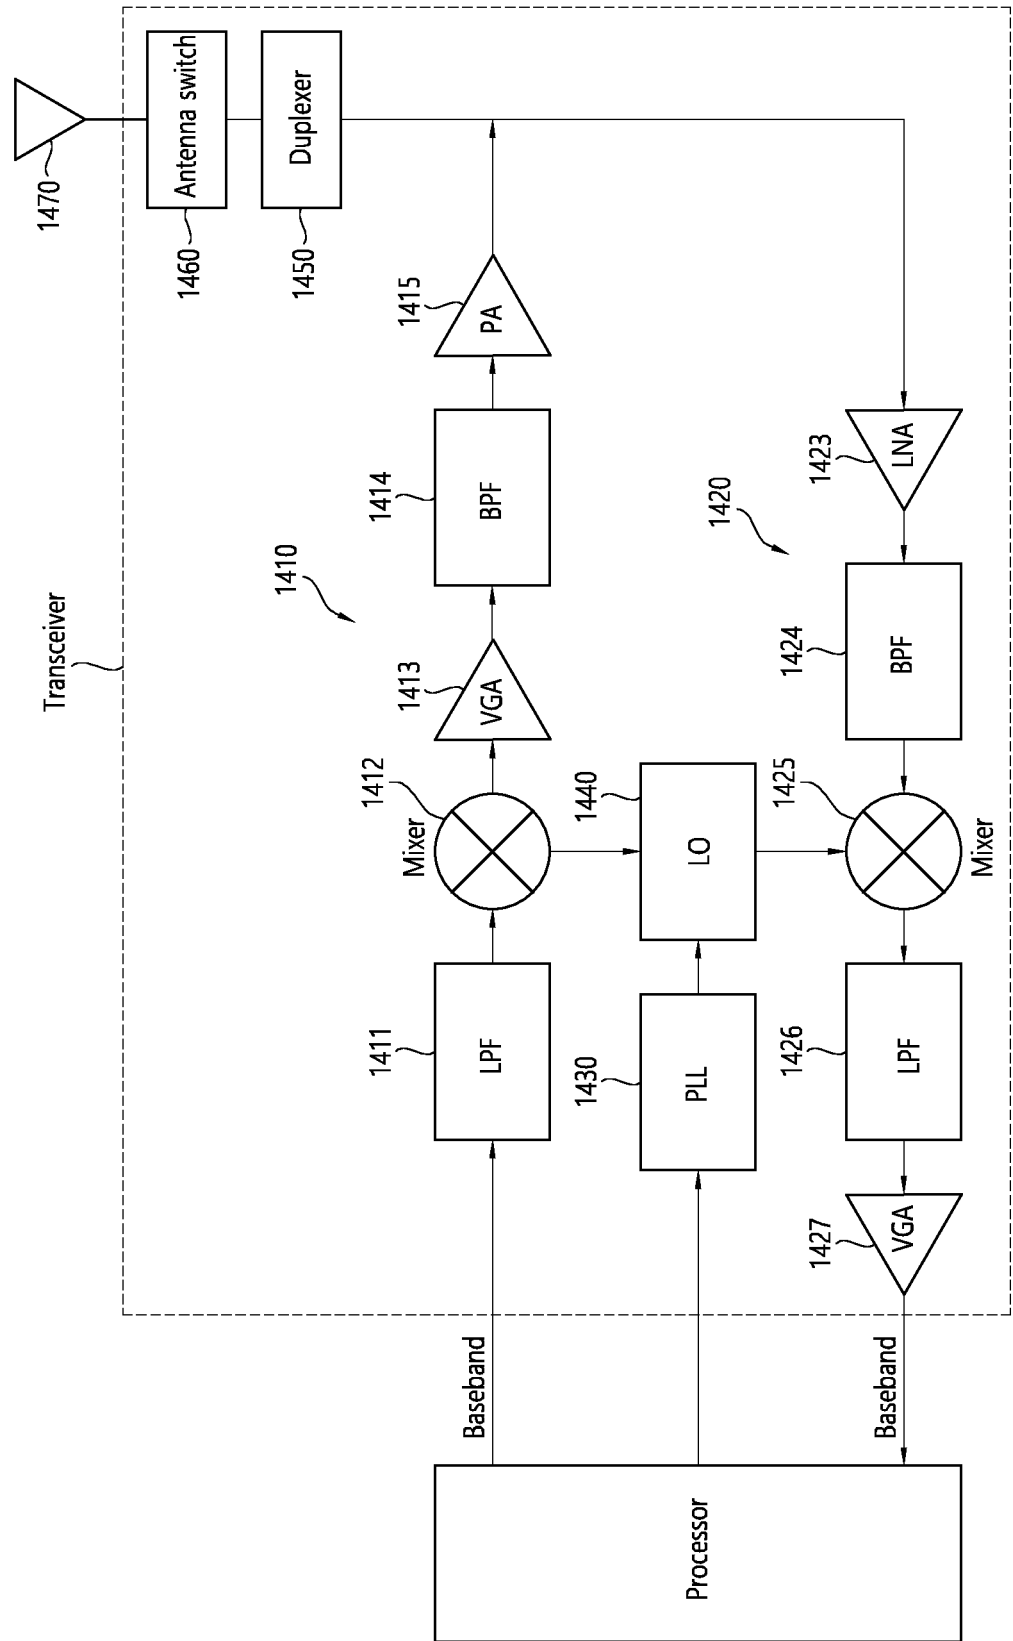 Transceiver
1470
Antenna switch
1460
Duplexer
1450
1410
1415
PA
1414
BPF
1413
VGA
1412
Mixer
1411
LPF
Baseband
1440
LO
1430
PLL
Processor
1420
1423
LNA
1424
BPF
1425
Mixer
1426
LPF
1427
VGA
Baseband